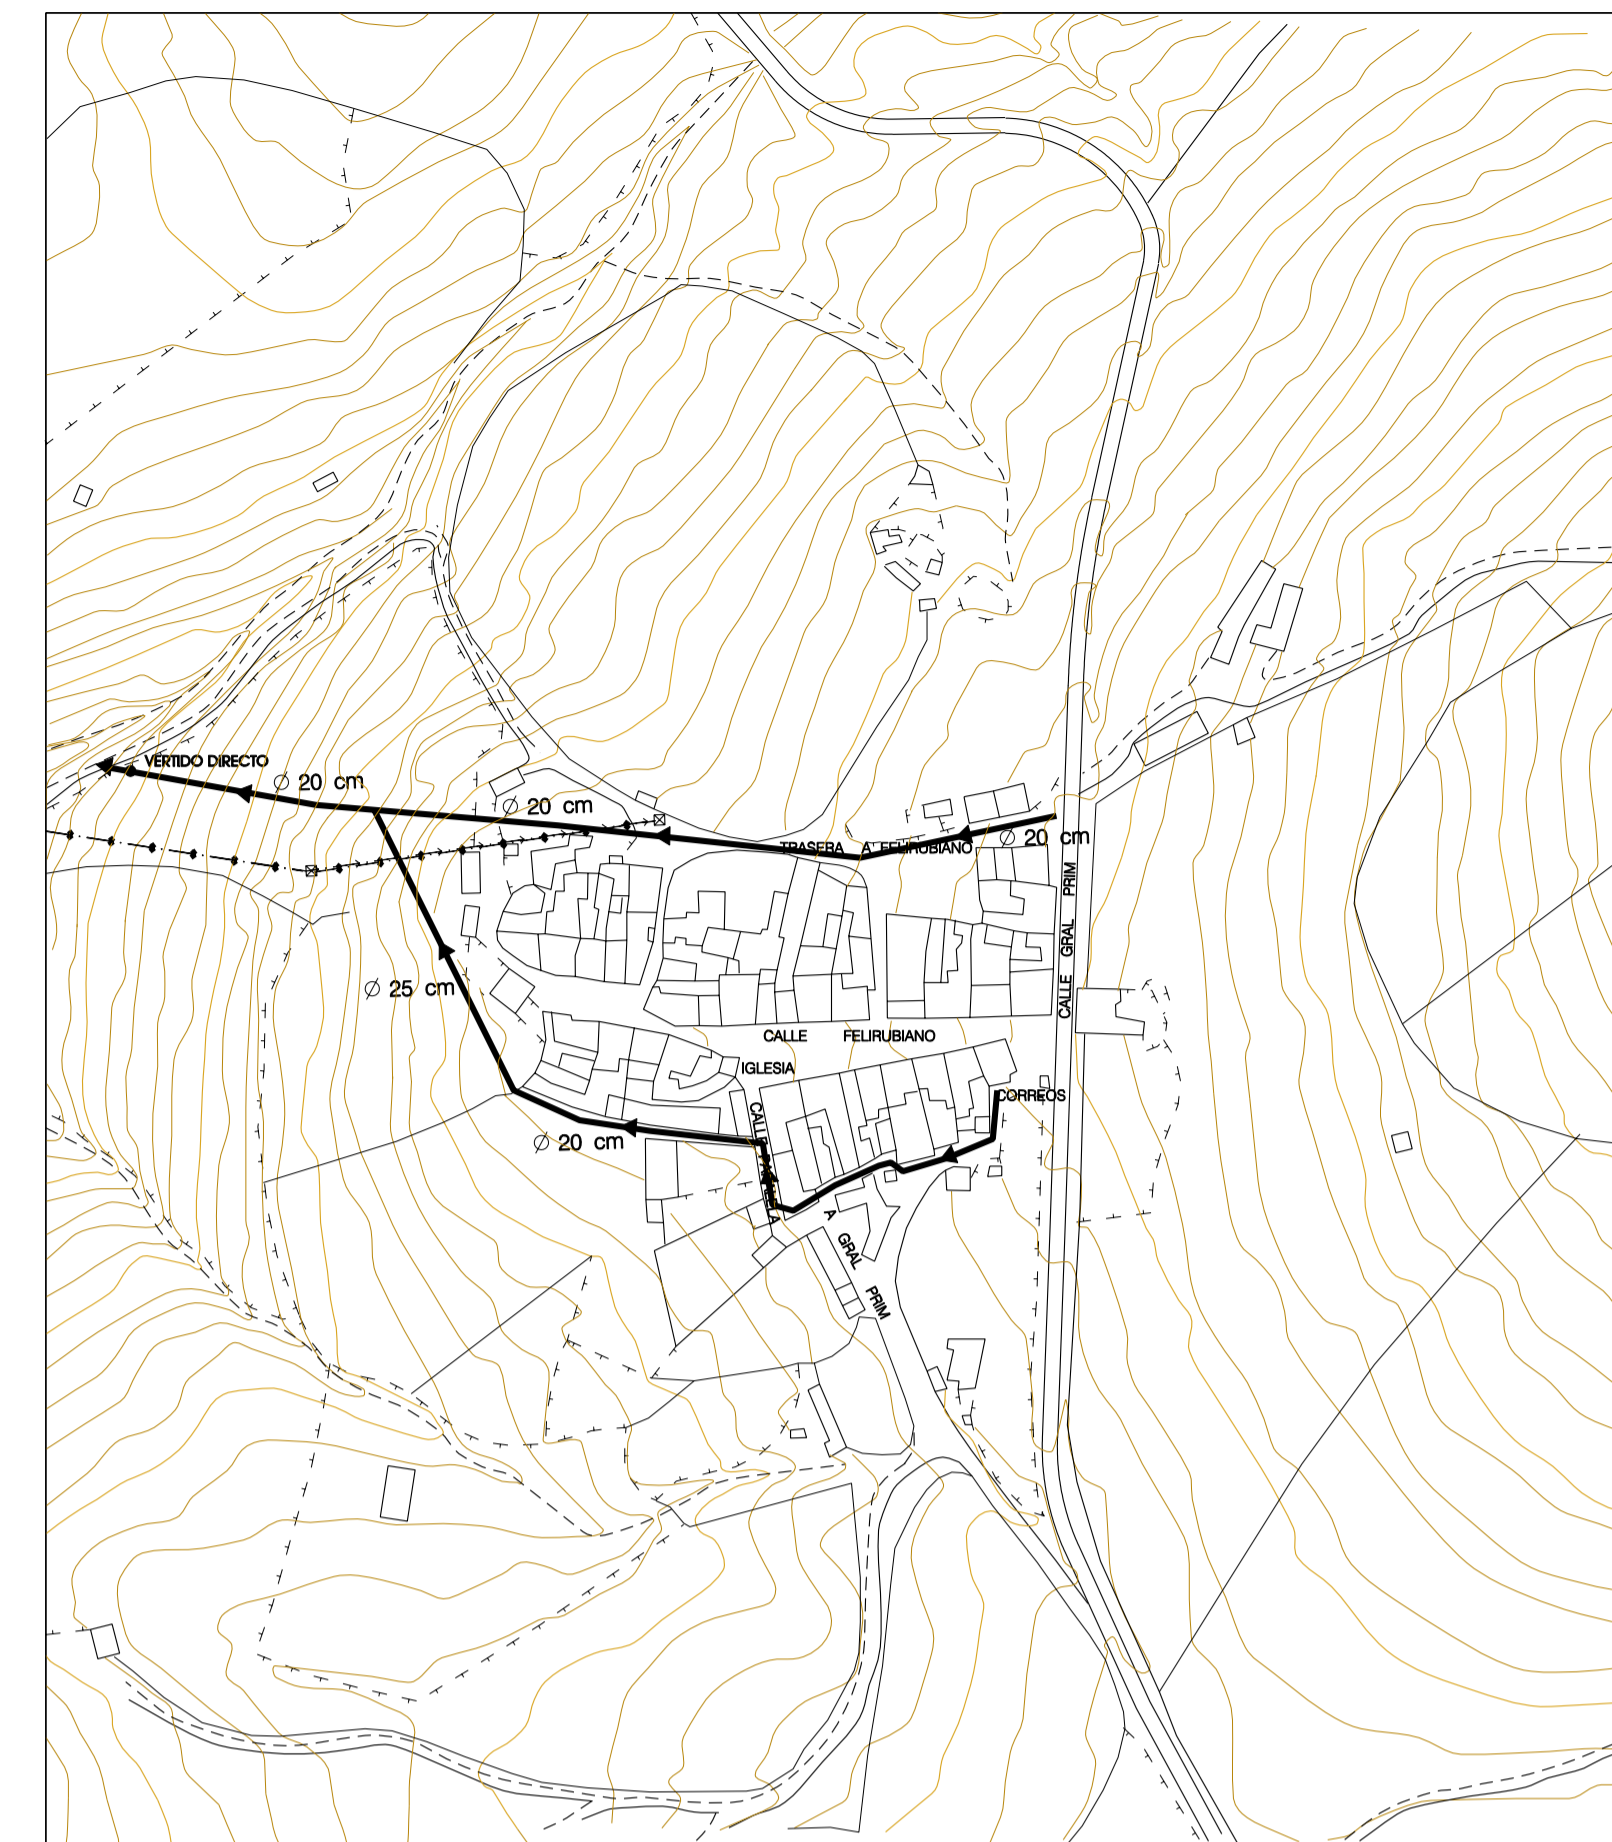 VERTIDO DIRECTO
∅ 20 cm
∅ 20 cm
∅ 20 cm
TRASERA A' FELIRUBIANO
CALLE GRAL PRIM
∅ 25 cm
CALLE FELIRUBIANO
IGLESIA
CORREOS
∅ 20 cm
CALLE
A GRAL PRIM